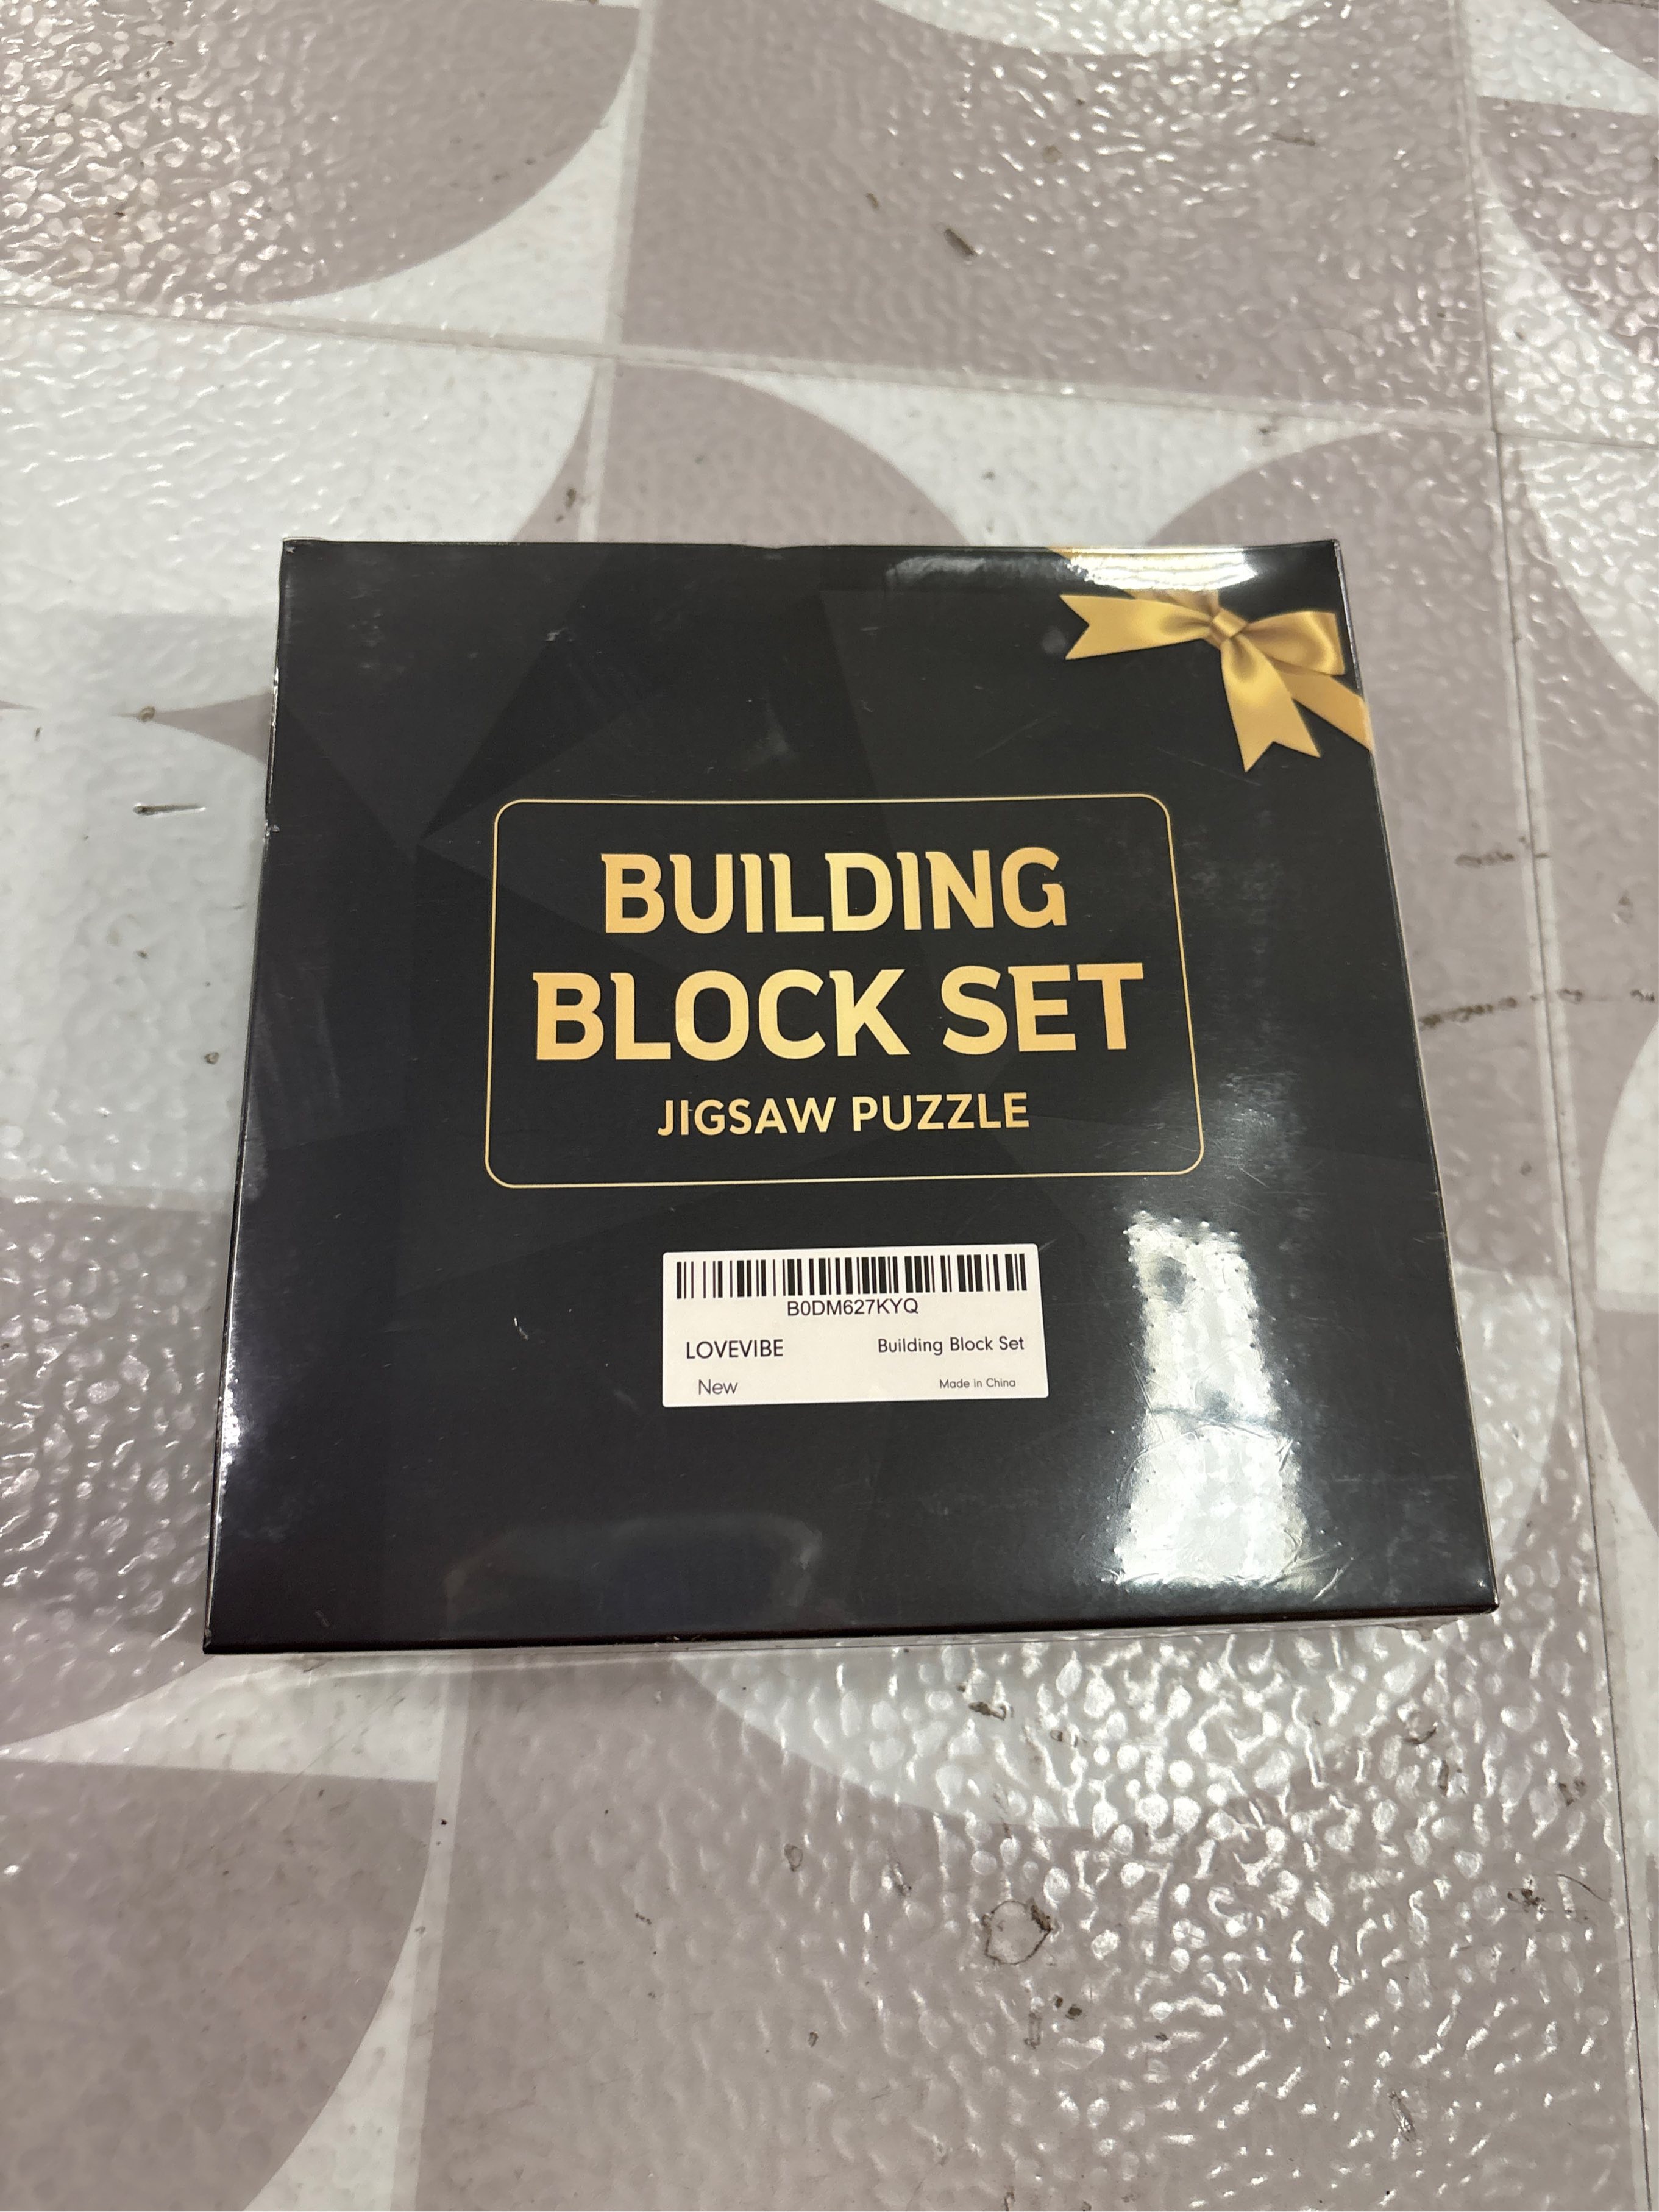 BUILDING
BLOCK SET
JIGSAW PUZZLE
B0DM627KYQ
LOVEVIBE Building Block Set
New Made in China